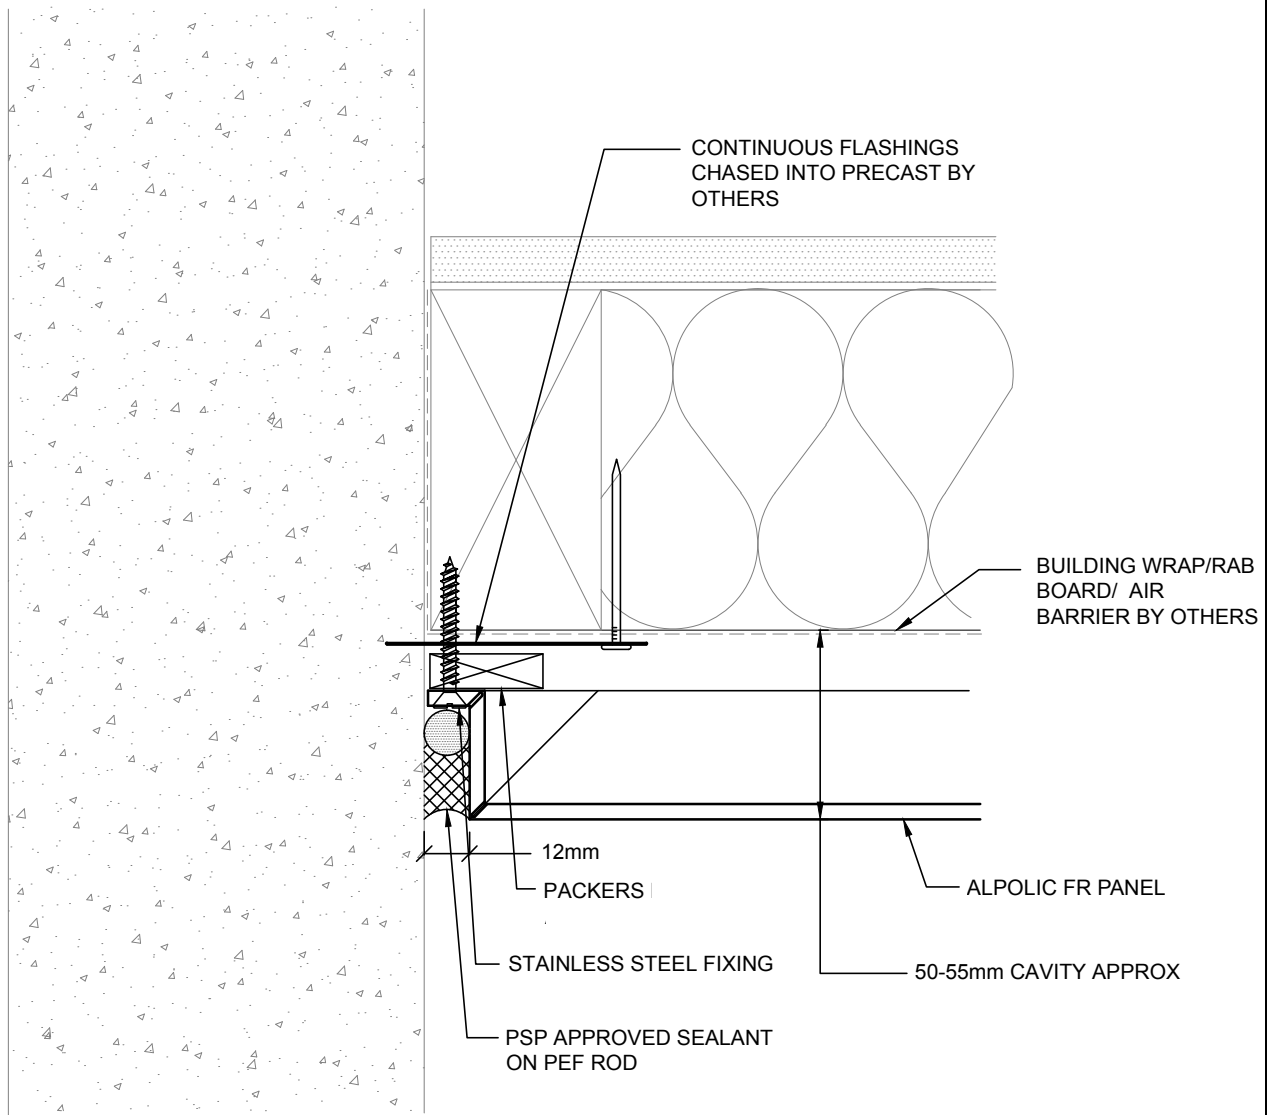 CONTINUOUS FLASHINGS
CHASED INTO PRECAST BY
OTHERS
BUILDING WRAP/RAB
BOARD/ AIR
BARRIER BY OTHERS
12mm
PACKERS
ALPOLIC FR PANEL
STAINLESS STEEL FIXING
50-55mm CAVITY APPROX
PSP APPROVED SEALANT
ON PEF ROD